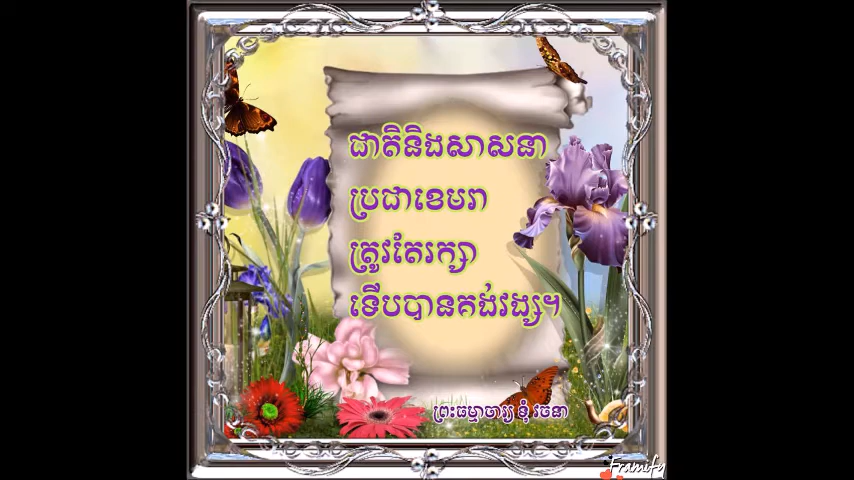 ជាតិនិងសាសនា
ប្រជាខេមរា
ត្រូវតែរក្សា
ទើបបានគង់វង្ស។
ព្រះធម្មាចារ្យ ខុំ រចនា
Framify